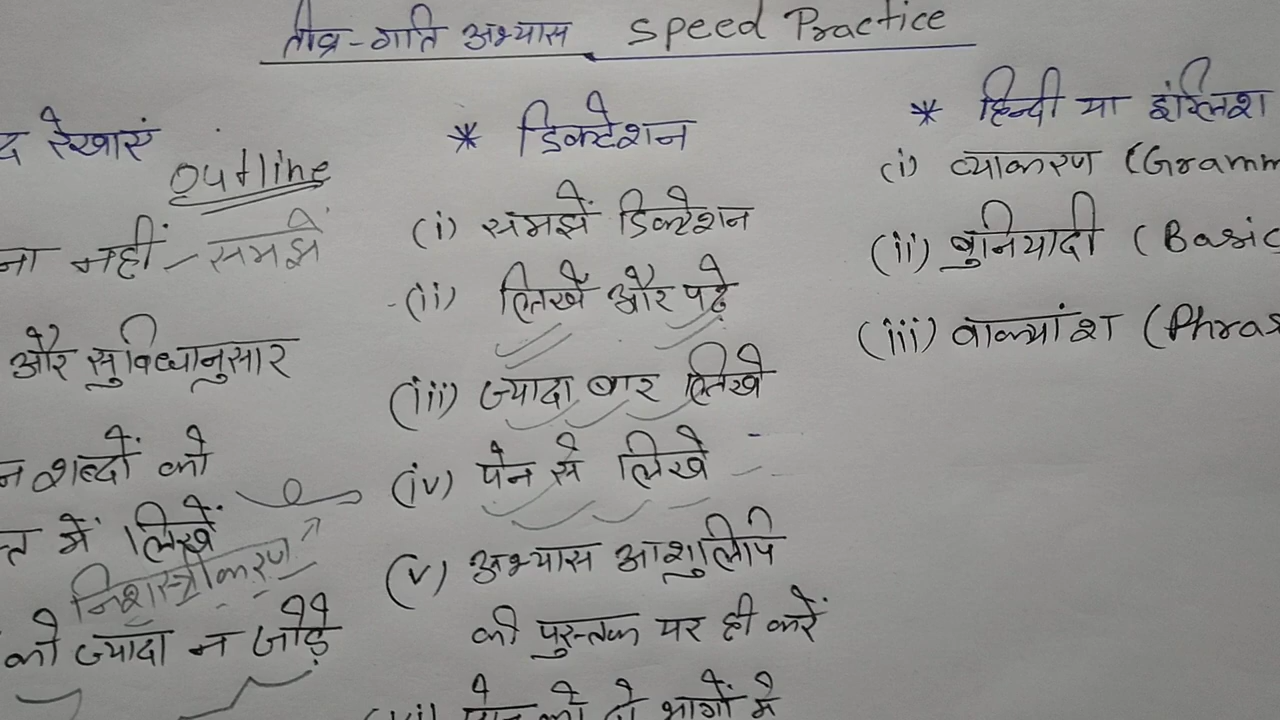 तीव्र-गति अभ्यास Speed Practice
रेखाएं
outline
ना नहीं - समझे
और सुविधानुसार
न शब्दों को
त में लिखें
निशस्त्रीकरण
को ज्यादा न जोड़े
* डिक्टेशन
(i) समझें डिक्टेशन
(ii) लिखें और पढ़े
(iii) ज्यादा बार लिखे
(iv) पेन से लिखे
(v) अभ्यास आशुलिपि
की पुस्तक पर ही करें
को दो भागों मे
* हिन्दी या इंग्लिश
(i) व्याकरण (Gramm
(ii) बुनियादी (Basic
(iii) वाक्यांश (Phras